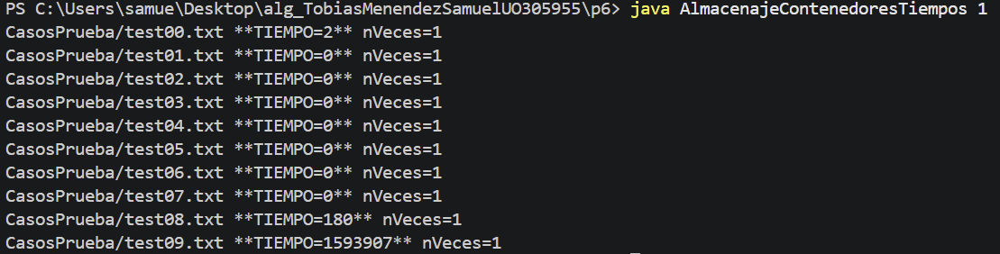 PS C:\Users\samue\Desktop\alg_TobiasMenendezSamuelUO305955\p6> java AlmacenajeContenedoresTiempos 1
CasosPrueba/test00.txt **TIEMPO=2** nVeces=1
CasosPrueba/test01.txt **TIEMPO=0** nVeces=1
CasosPrueba/test02.txt **TIEMPO=0** nVeces=1
CasosPrueba/test03.txt **TIEMPO=0** nVeces=1
CasosPrueba/test04.txt **TIEMPO=0** nVeces=1
CasosPrueba/test05.txt **TIEMPO=0** nVeces=1
CasosPrueba/test06.txt **TIEMPO=0** nVeces=1
CasosPrueba/test07.txt **TIEMPO=0** nVeces=1
CasosPrueba/test08.txt **TIEMPO=180** nVeces=1
CasosPrueba/test09.txt **TIEMPO=1593907** nVeces=1